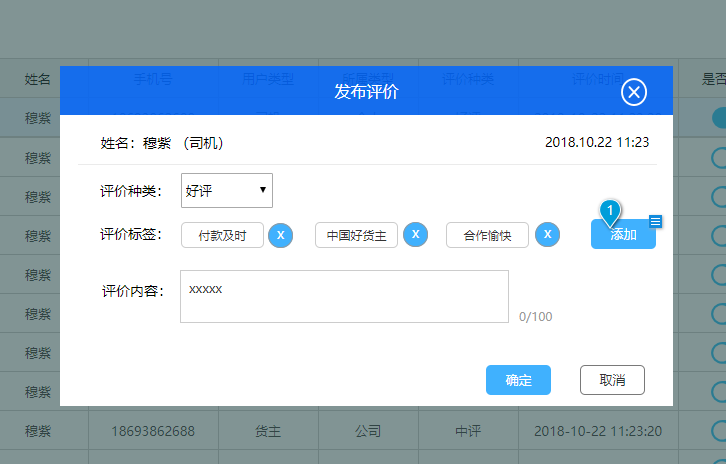 姓名 手机号 用户类型 所属类型 评价种类 评价时间 是否
穆紫
发布评价
穆紫
姓名：穆紫 （司机） 2018.10.22 11:23
穆紫
评价种类： 好评
穆紫
评价标签： 付款及时 X 中国好货主 X 合作愉快 X 添加
1
穆紫
评价内容： xxxxx
穆紫
0/100
穆紫
穆紫
确定 取消
穆紫 18693862688 货主 公司 中评 2018-10-22 11:23:20